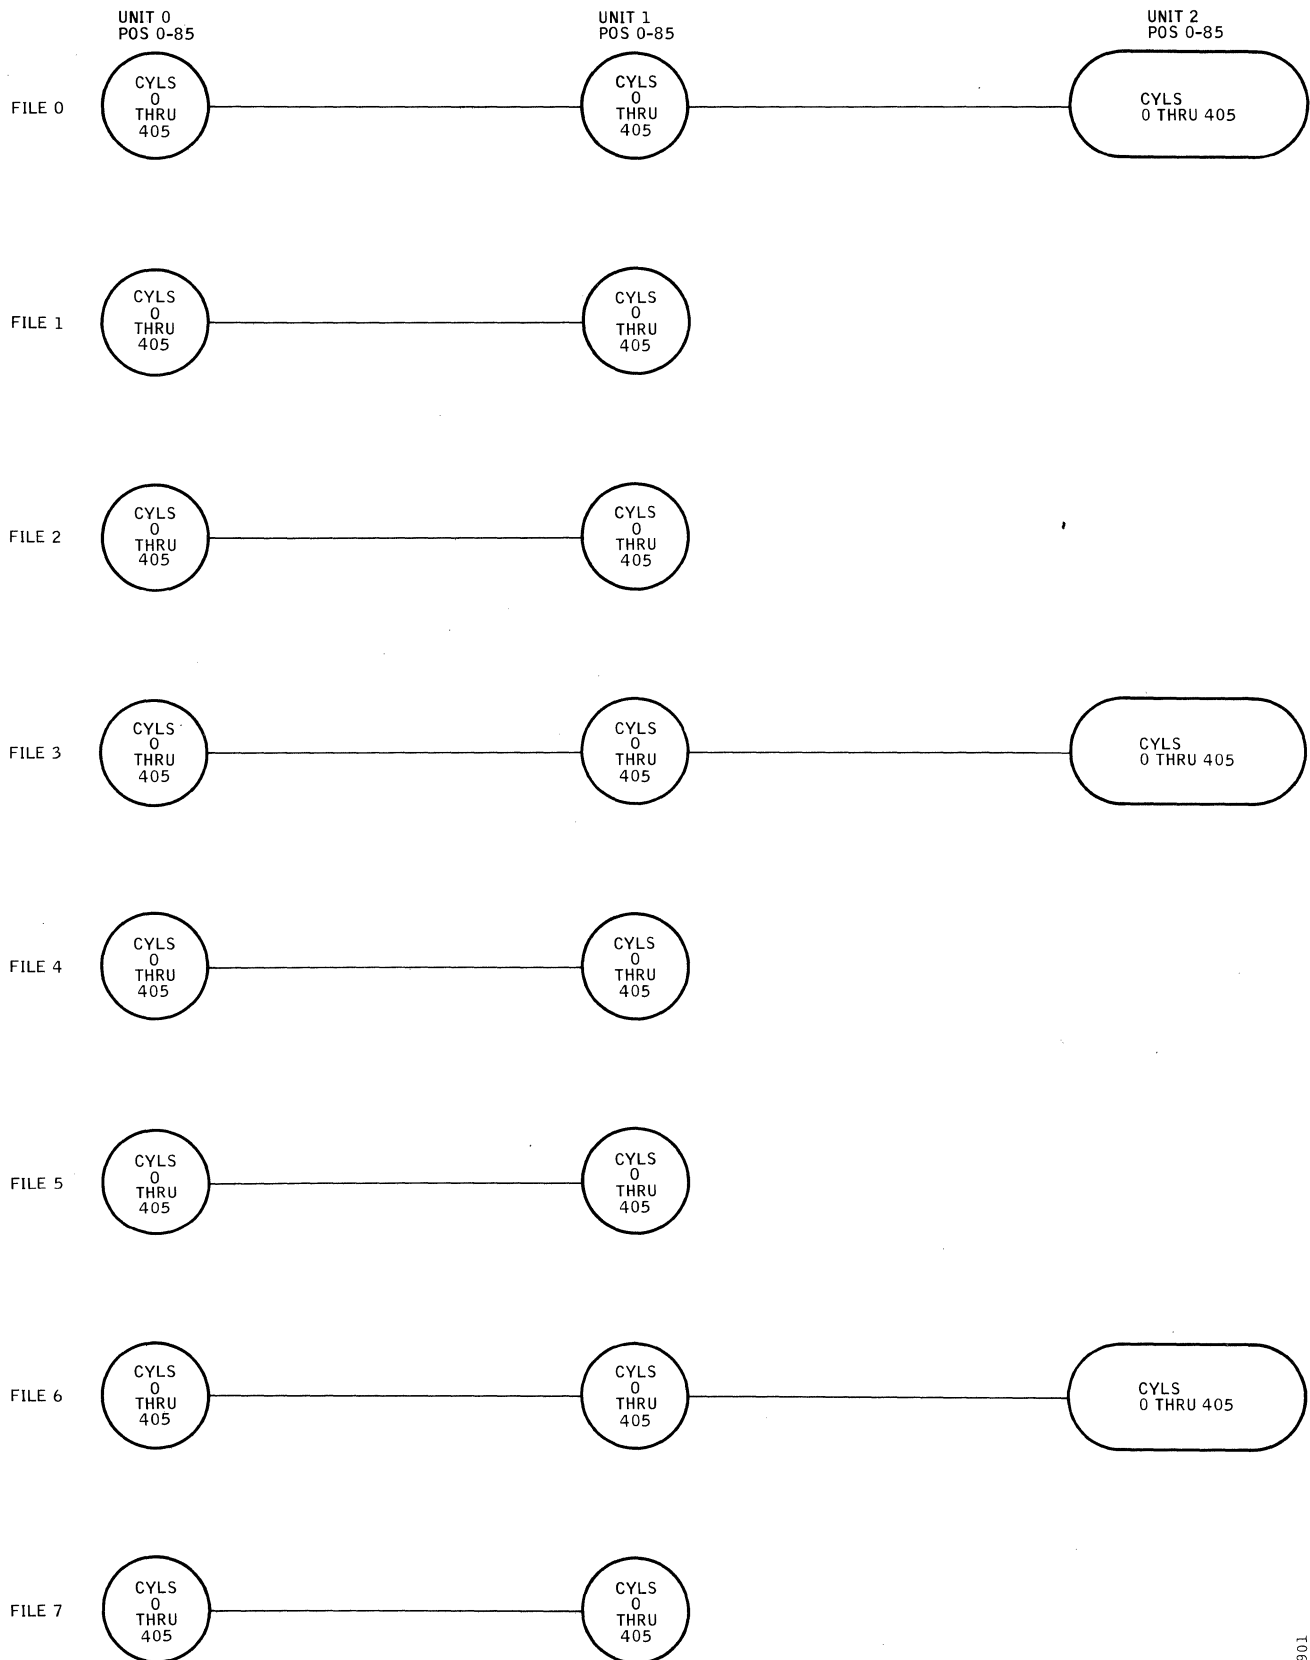 UNIT 0
POS 0-85
UNIT 1
POS 0-85
UNIT 2
POS 0-85
FILE 0
CYLS
0
THRU
405
CYLS
0
THRU
405
CYLS
0 THRU 405
FILE 1
CYLS
0
THRU
405
CYLS
0
THRU
405
FILE 2
CYLS
0
THRU
405
CYLS
0
THRU
405
FILE 3
CYLS
0
THRU
405
CYLS
0
THRU
405
CYLS
0 THRU 405
FILE 4
CYLS
0
THRU
405
CYLS
0
THRU
405
FILE 5
CYLS
0
THRU
405
CYLS
0
THRU
405
FILE 6
CYLS
0
THRU
405
CYLS
0
THRU
405
CYLS
0 THRU 405
FILE 7
CYLS
0
THRU
405
CYLS
0
THRU
405
901